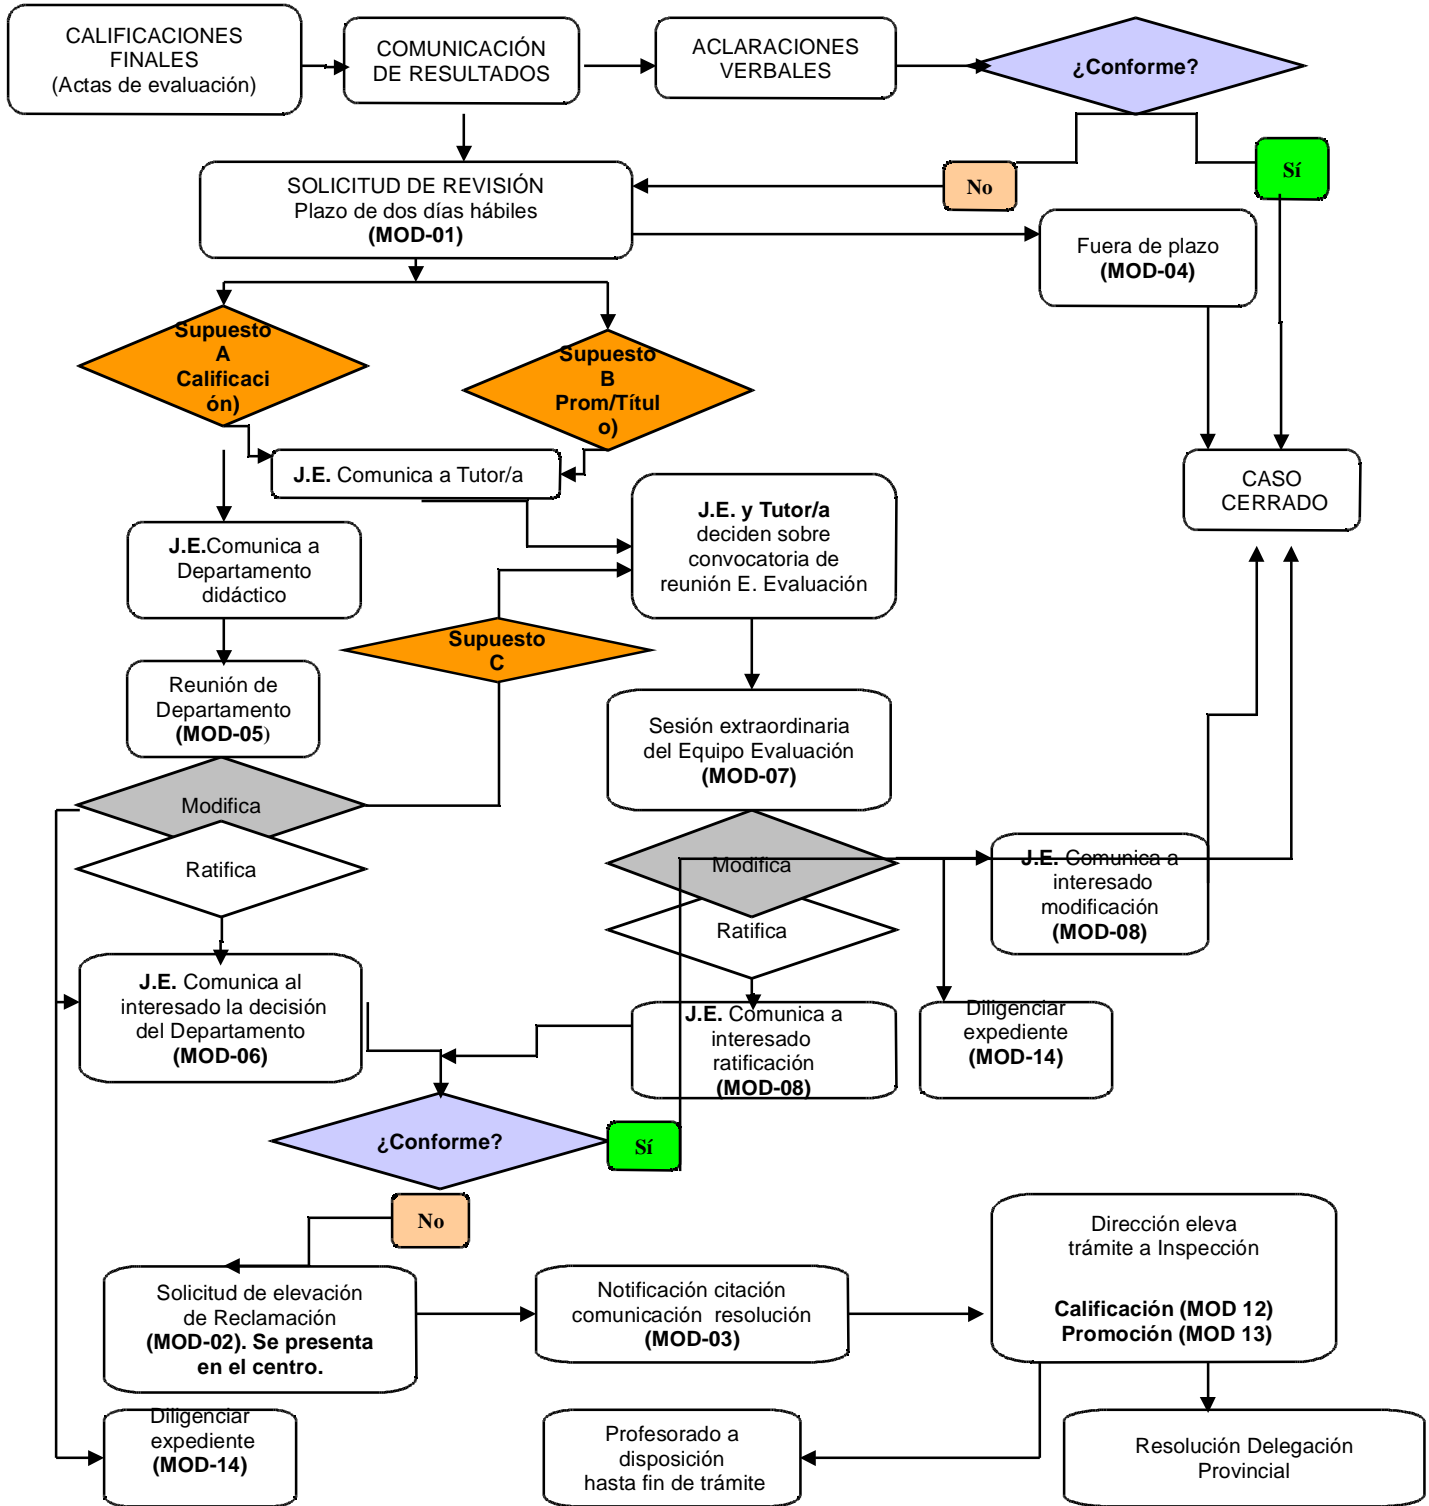 CALIFICACIONES
FINALES
(Actas de evaluación)
COMUNICACIÓN
DE RESULTADOS
ACLARACIONES
VERBALES
¿Conforme?
No
Sí
SOLICITUD DE REVISIÓN
Plazo de dos días hábiles
(MOD-01)
Fuera de plazo
(MOD-04)
Supuesto
A
Calificaci
ón)
Supuesto
B
Prom/Títul
o)
J.E. Comunica a Tutor/a
CASO
CERRADO
J.E.Comunica a
Departamento
didáctico
J.E. y Tutor/a
deciden sobre
convocatoria de
reunión E. Evaluación
Supuesto
C
Reunión de
Departamento
(MOD-05)
Sesión extraordinaria
del Equipo Evaluación
(MOD-07)
Modifica
Ratifica
Modifica
Ratifica
J.E. Comunica a
interesado
modificación
(MOD-08)
J.E. Comunica al
interesado la decisión
del Departamento
(MOD-06)
J.E. Comunica a
interesado
ratificación
(MOD-08)
Diligenciar
expediente
(MOD-14)
¿Conforme?
Sí
No
Solicitud de elevación
de Reclamación
(MOD-02). Se presenta
en el centro.
Notificación citación
comunicación resolución
(MOD-03)
Dirección eleva
trámite a Inspección
Calificación (MOD 12)
Promoción (MOD 13)
Diligenciar
expediente
(MOD-14)
Profesorado a
disposición
hasta fin de trámite
Resolución Delegación
Provincial